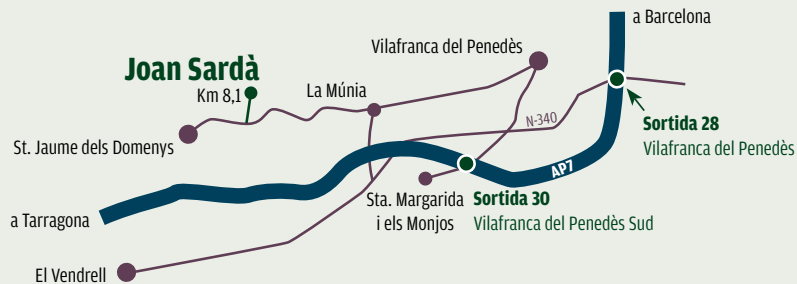 a Barcelona
Vilafranca del Penedès
Joan Sardà
Km 8,1
La Múnia
N-340
Sortida 28
Vilafranca del Penedès
St. Jaume dels Domenys
AP7
Sta. Margarida
i els Monjos
Sortida 30
Vilafranca del Penedès Sud
a Tarragona
El Vendrell